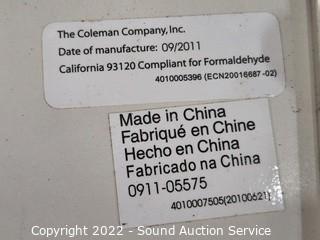 The Coleman Company, Inc.
Date of manufacture: 09/2011
California 93120 Compliant for Formaldehyde
4010005396 (ECN20016687-02)
Made in China
Fabriqué en Chine
Hecho en China
Fabricado na China
0911-05575
4010007505(20100621)
Copyright 2022 - Sound Auction Service